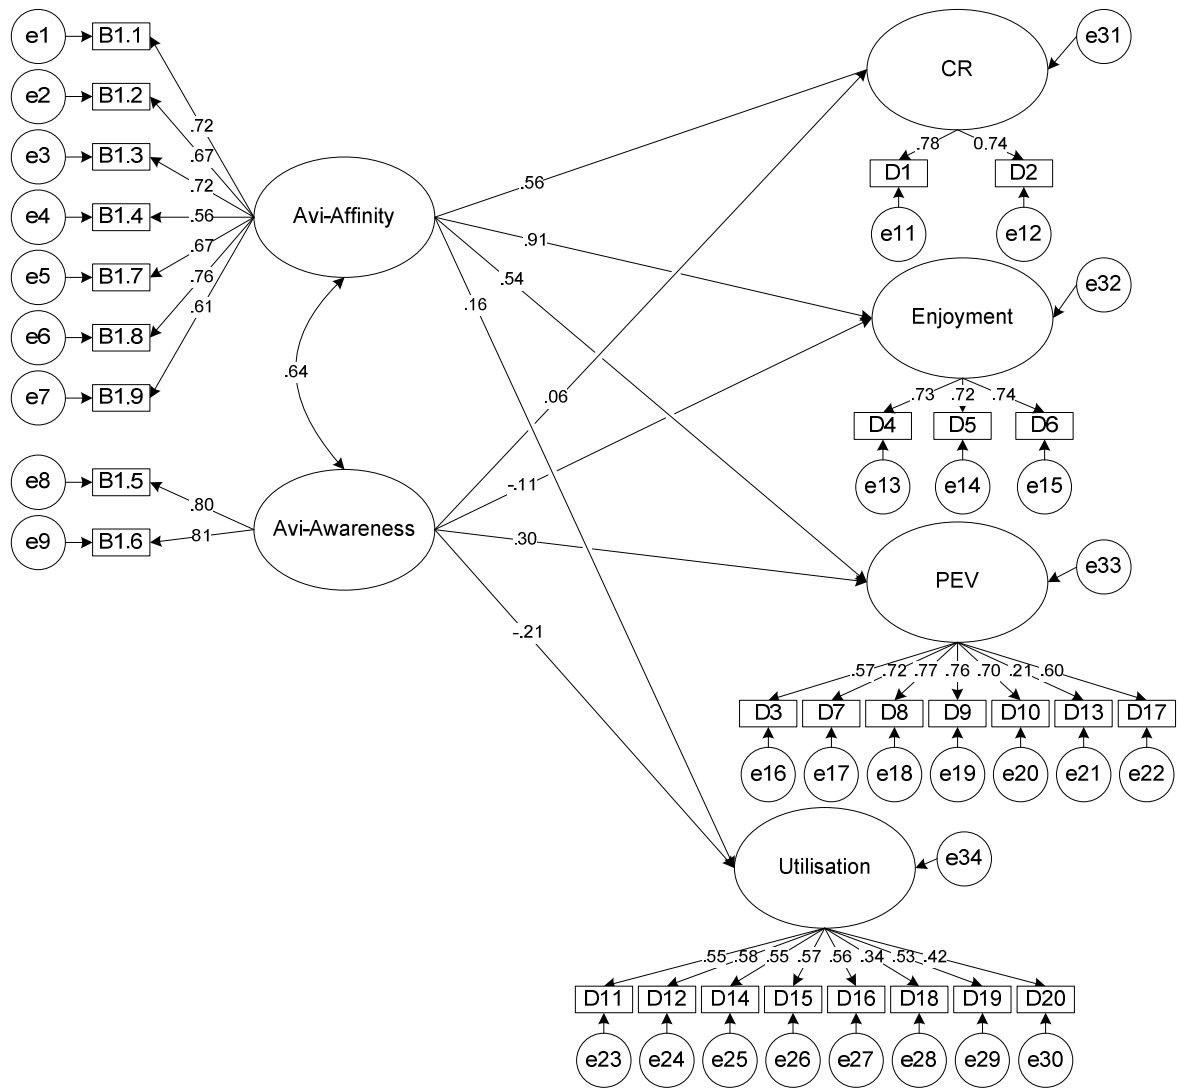 e1 B1.1
e2 B1.2
e3 B1.3
e4 B1.4
e5 B1.7
e6 B1.8
e7 B1.9
e8 B1.5
e9 B1.6
.72
.67
.72
.56
.67
.76
.61
.80
81
Avi-Affinity
.64
Avi-Awareness
.56
.91
.54
.16
.06
-.11
.30
-.21
CR
e31
.78 0.74
D1 D2
e11 e12
Enjoyment
e32
.73 .72 .74
D4 D5 D6
e13 e14 e15
PEV
e33
.57 .72 .77 .76 .70 .21 .60
D3 D7 D8 D9 D10 D13 D17
e16 e17 e18 e19 e20 e21 e22
Utilisation
e34
.55 .58 .55 .57 .56 .34 .53 .42
D11 D12 D14 D15 D16 D18 D19 D20
e23 e24 e25 e26 e27 e28 e29 e30